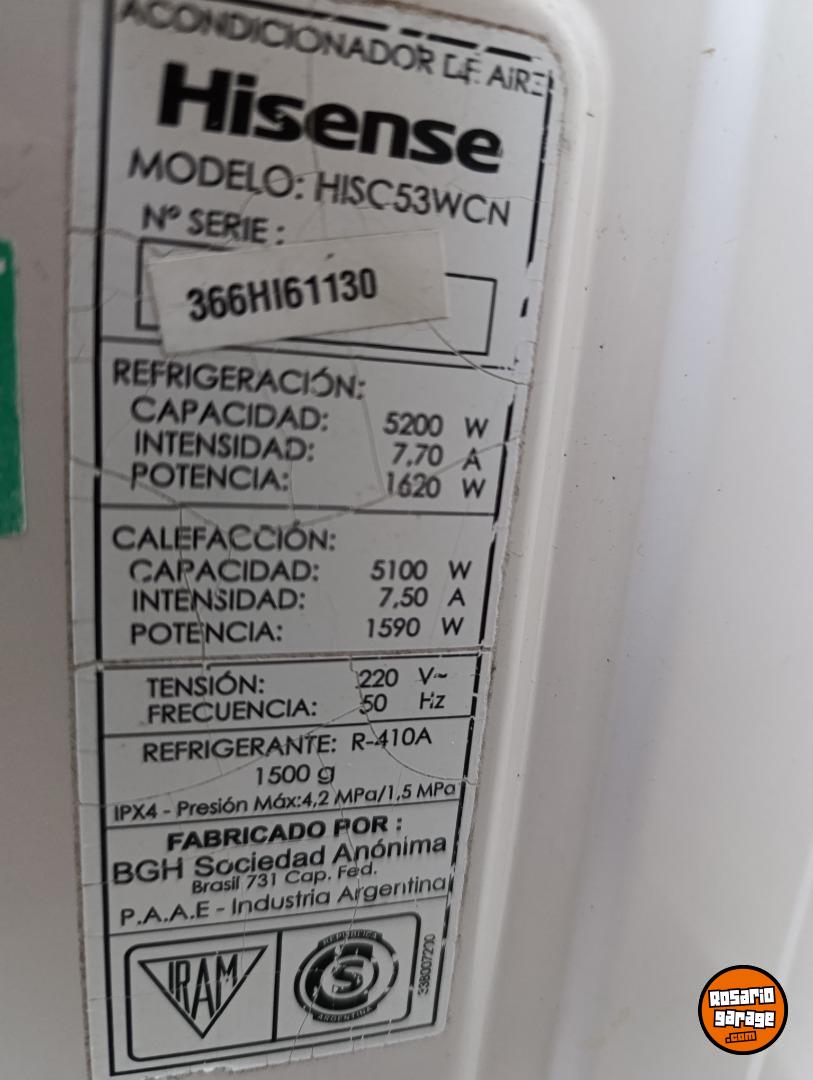 ACONDICIONADOR DE AIRE
Hisense
MODELO: HISC53WCN
Nº SERIE :
366HI61130
REFRIGERACIÓN:
CAPACIDAD: 5200 W
INTENSIDAD: 7,70 A
POTENCIA: 1620 W
CALEFACCIÓN:
CAPACIDAD: 5100 W
INTENSIDAD: 7,50 A
POTENCIA: 1590 W
TENSIÓN: 220 V~
FRECUENCIA: 50 Hz
REFRIGERANTE: R-410A
1500 g
IPX4 - Presión Máx:4,2 MPa/1,5 MPa
FABRICADO POR :
BGH Sociedad Anónima
Brasil 731 Cap. Fed.
P.A.A.E - Industria Argentina
IRAM
REPUBLICA
S
ARGENTINA
338007200
Rosario
garage
.com